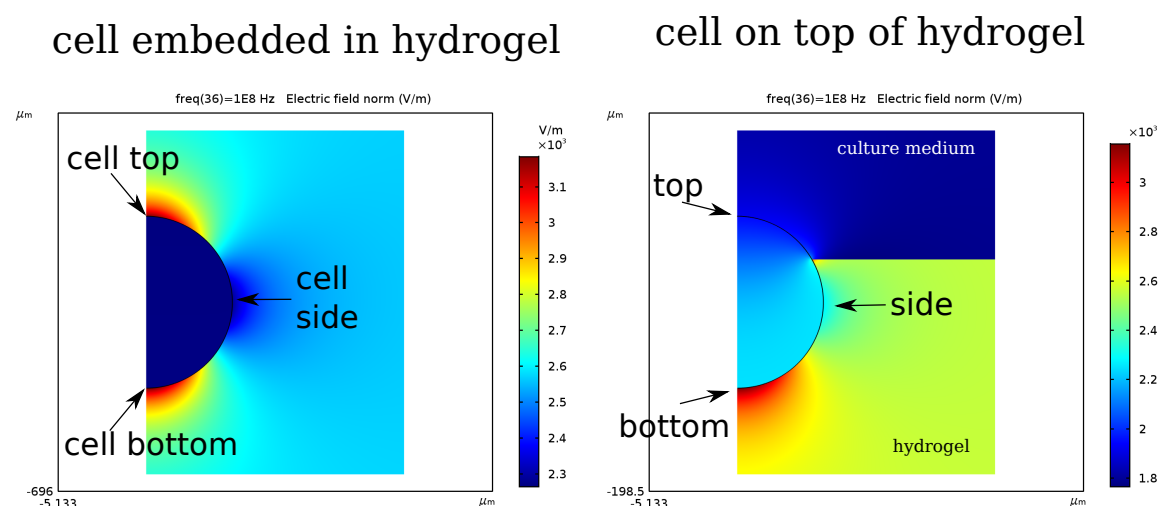 cell embedded in hydrogel
freq(36)=1E8 Hz Electric field norm (V/m)
μm
V/m
×10³
cell top
cell
side
cell bottom
3.1
3
2.9
2.8
2.7
2.6
2.5
2.4
2.3
-696
-5.133
μm
cell on top of hydrogel
freq(36)=1E8 Hz Electric field norm (V/m)
μm
×10³
culture medium
top
side
bottom
hydrogel
3
2.8
2.6
2.4
2.2
2
1.8
-198.5
-5.133
μm